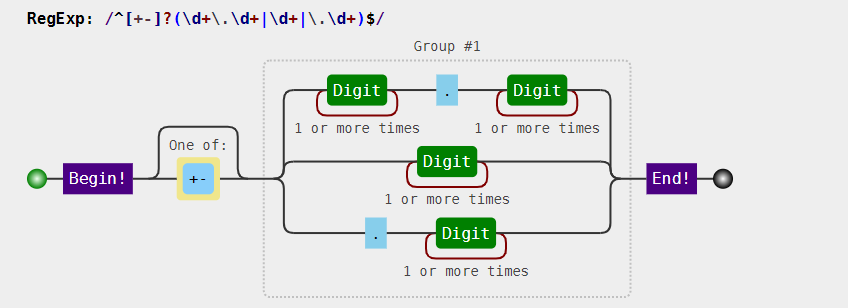 RegExp: /^[+-]?(\d+\.\d+|\d+|\.\d+)$/
Group #1
Digit . Digit
1 or more times 1 or more times
One of:
Digit
Begin! +- End!
1 or more times
. Digit
1 or more times